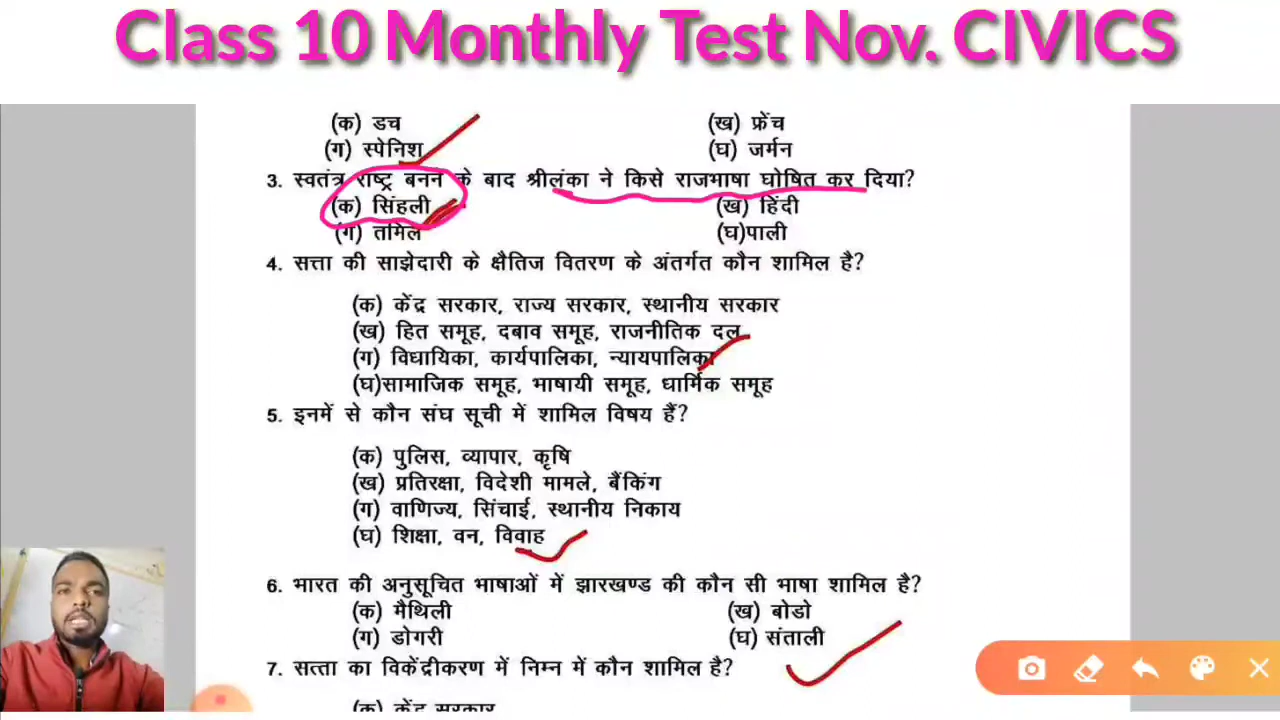 Class 10 Monthly Test Nov. CIVICS
(क) डच (ख) फ्रेंच
(ग) स्पेनिश (घ) जर्मन
3. स्वतंत्र राष्ट्र बनने के बाद श्रीलंका ने किसे राजभाषा घोषित कर दिया?
(क) सिंहली (ख) हिंदी
(ग) तमिल (घ)पाली
4. सत्ता की साझेदारी के क्षैतिज वितरण के अंतर्गत कौन शामिल है?
(क) केंद्र सरकार, राज्य सरकार, स्थानीय सरकार
(ख) हित समूह, दबाव समूह, राजनीतिक दल
(ग) विधायिका, कार्यपालिका, न्यायपालिका
(घ)सामाजिक समूह, भाषायी समूह, धार्मिक समूह
5. इनमें से कौन संघ सूची में शामिल विषय हैं?
(क) पुलिस, व्यापार, कृषि
(ख) प्रतिरक्षा, विदेशी मामले, बैंकिंग
(ग) वाणिज्य, सिंचाई, स्थानीय निकाय
(घ) शिक्षा, वन, विवाह
6. भारत की अनुसूचित भाषाओं में झारखण्ड की कौन सी भाषा शामिल है?
(क) मैथिली (ख) बोडो
(ग) डोगरी (घ) संताली
7. सत्ता का विकेंद्रीकरण में निम्न में कौन शामिल है?
(क) केंद्र सरकार